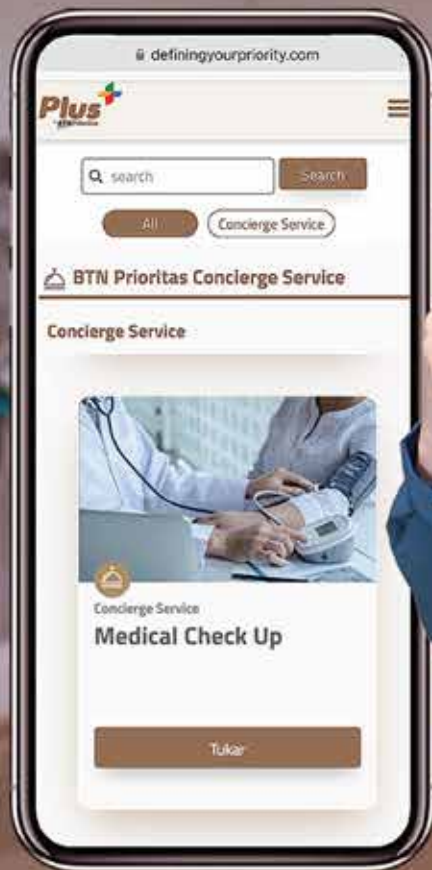 definingyourpriority.com
Plus
search
Search
All
Concierge Service
BTN Prioritas Concierge Service
Concierge Service
Concierge Service
Medical Check Up
Tukar